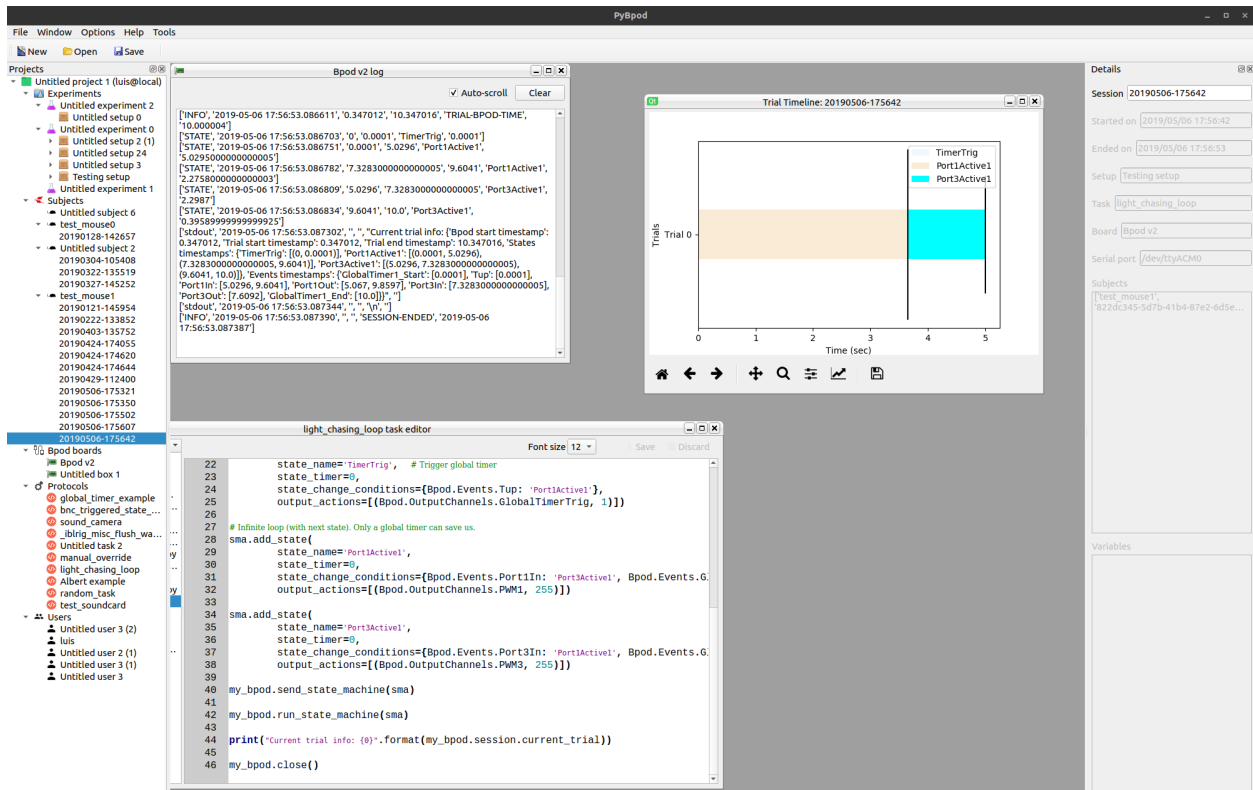 PyBpod
File Window Options Help Tools
New Open Save
Projects
Untitled project 1 (luis@local)
Experiments
Untitled experiment 2
Untitled setup 0
Untitled experiment 0
Untitled setup 2 (1)
Untitled setup 24
Untitled setup 3
Testing setup
Untitled experiment 1
Subjects
Untitled subject 6
test_mouse0
20190128-142657
Untitled subject 2
20190304-105408
20190322-135519
20190327-145252
test_mouse1
20190121-145954
20190222-133852
20190403-135752
20190424-174055
20190424-174620
20190424-174644
20190429-112400
20190506-175321
20190506-175350
20190506-175502
20190506-175607
20190506-175642
Bpod boards
Bpod v2
Untitled box 1
Protocols
global_timer_example
bnc_triggered_state_...
sound_camera
_iblrig_misc_flush_wa...
Untitled task 2
manual_override
light_chasing_loop
Albert example
random_task
test_soundcard
Users
Untitled user 3 (2)
luis
Untitled user 2 (1)
Untitled user 3 (1)
Untitled user 3
Bpod v2 log
Auto-scroll Clear
['INFO', '2019-05-06 17:56:53.086611', '0.347012', '10.347016', 'TRIAL-BPOD-TIME',
'10.000004']
['STATE', '2019-05-06 17:56:53.086703', '0', '0.0001', 'TimerTrig', '0.0001']
['STATE', '2019-05-06 17:56:53.086751', '0.0001', '5.0296', 'Port1Active1',
'5.0295000000000005']
['STATE', '2019-05-06 17:56:53.086782', '7.3283000000000005', '9.6041', 'Port1Active1',
'2.2758000000000003']
['STATE', '2019-05-06 17:56:53.086809', '5.0296', '7.3283000000000005', 'Port3Active1',
'2.2987']
['STATE', '2019-05-06 17:56:53.086834', '9.6041', '10.0', 'Port3Active1',
'0.39589999999999925']
['stdout', '2019-05-06 17:56:53.087302', '', '', "Current trial info: {'Bpod start timestamp':
0.347012, 'Trial start timestamp': 0.347012, 'Trial end timestamp': 10.347016, 'States
timestamps': {'TimerTrig': [(0, 0.0001)], 'Port1Active1': [(0.0001, 5.0296),
(7.3283000000000005, 9.6041)], 'Port3Active1': [(5.0296, 7.3283000000000005),
(9.6041, 10.0)]}, 'Events timestamps': {'GlobalTimer1_Start': [0.0001], 'Tup': [0.0001],
'Port1In': [5.0296, 9.6041], 'Port1Out': [5.067, 9.8597], 'Port3In': [7.3283000000000005],
'Port3Out': [7.6092], 'GlobalTimer1_End': [10.0]}}", '']
['stdout', '2019-05-06 17:56:53.087344', '', '', '\n', '']
['INFO', '2019-05-06 17:56:53.087390', '', '', 'SESSION-ENDED', '2019-05-06
17:56:53.087387']
Qt Trial Timeline: 20190506-175642
TimerTrig
Port1Active1
Port3Active1
Trials
Trial 0
0 1 2 3 4 5
Time (sec)
light_chasing_loop task editor
Font size 12 Save Discard
22 state_name='TimerTrig', # Trigger global timer
23 state_timer=0,
24 state_change_conditions={Bpod.Events.Tup: 'Port1Active1'},
25 output_actions=[(Bpod.OutputChannels.GlobalTimerTrig, 1)])
26
27 # Infinite loop (with next state). Only a global timer can save us.
28 sma.add_state(
29 state_name='Port1Active1',
30 state_timer=0,
31 state_change_conditions={Bpod.Events.Port1In: 'Port3Active1', Bpod.Events.G
32 output_actions=[(Bpod.OutputChannels.PWM1, 255)])
33
34 sma.add_state(
35 state_name='Port3Active1',
36 state_timer=0,
37 state_change_conditions={Bpod.Events.Port3In: 'Port1Active1', Bpod.Events.G
38 output_actions=[(Bpod.OutputChannels.PWM3, 255)])
39
40 my_bpod.send_state_machine(sma)
41
42 my_bpod.run_state_machine(sma)
43
44 print("Current trial info: {0}".format(my_bpod.session.current_trial))
45
46 my_bpod.close()
Details
Session 20190506-175642
Started on 2019/05/06 17:56:42
Ended on 2019/05/06 17:56:53
Setup Testing setup
Task light_chasing_loop
Board Bpod v2
Serial port /dev/ttyACM0
Subjects
['test_mouse1',
'822dc345-5d7b-41b4-87e2-6d5e...
Variables